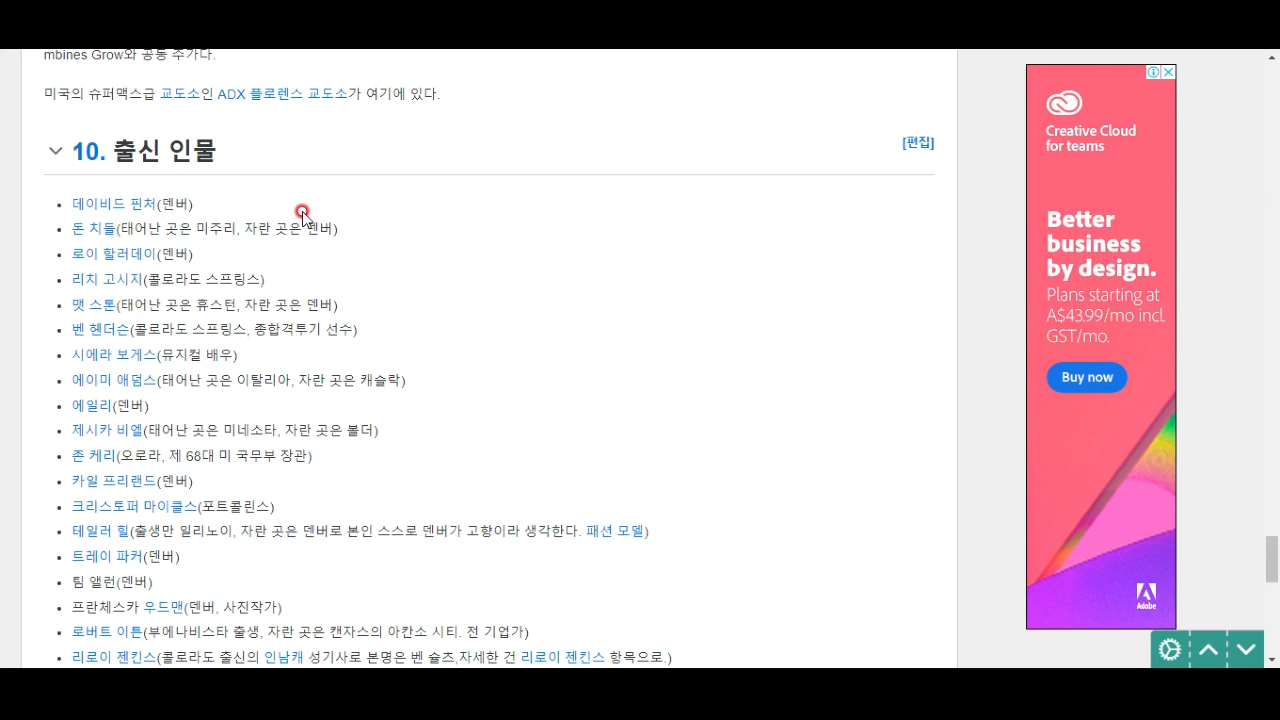 mbines Grow와 공동 주가다.
미국의 슈퍼맥스급 교도소인 ADX 플로렌스 교도소가 여기에 있다.
10. 출신 인물
[편집]
데이비드 핀처(덴버)
돈 치들(태어난 곳은 미주리, 자란 곳은 덴버)
로이 할러데이(덴버)
리치 고시지(콜로라도 스프링스)
맷 스톤(태어난 곳은 휴스턴, 자란 곳은 덴버)
벤 헨더슨(콜로라도 스프링스, 종합격투기 선수)
시에라 보게스(뮤지컬 배우)
에이미 애덤스(태어난 곳은 이탈리아, 자란 곳은 캐슬락)
에일리(덴버)
제시카 비엘(태어난 곳은 미네소타, 자란 곳은 볼더)
존 케리(오로라, 제 68대 미 국무부 장관)
카일 프리랜드(덴버)
크리스토퍼 마이클스(포트콜린스)
테일러 힐(출생만 일리노이, 자란 곳은 덴버로 본인 스스로 덴버가 고향이라 생각한다. 패션 모델)
트레이 파커(덴버)
팀 앨런(덴버)
프란체스카 우드맨(덴버, 사진작가)
로버트 이튼(부에나비스타 출생, 자란 곳은 캔자스의 아칸소 시티. 전 기업가)
리로이 젠킨스(콜로라도 출신의 인남캐 성기사로 본명은 벤 슐츠,자세한 건 리로이 젠킨스 항목으로.)
Creative Cloud
for teams
Better
business
by design.
Plans starting at
A$43.99/mo incl.
GST/mo.
Buy now
Adobe